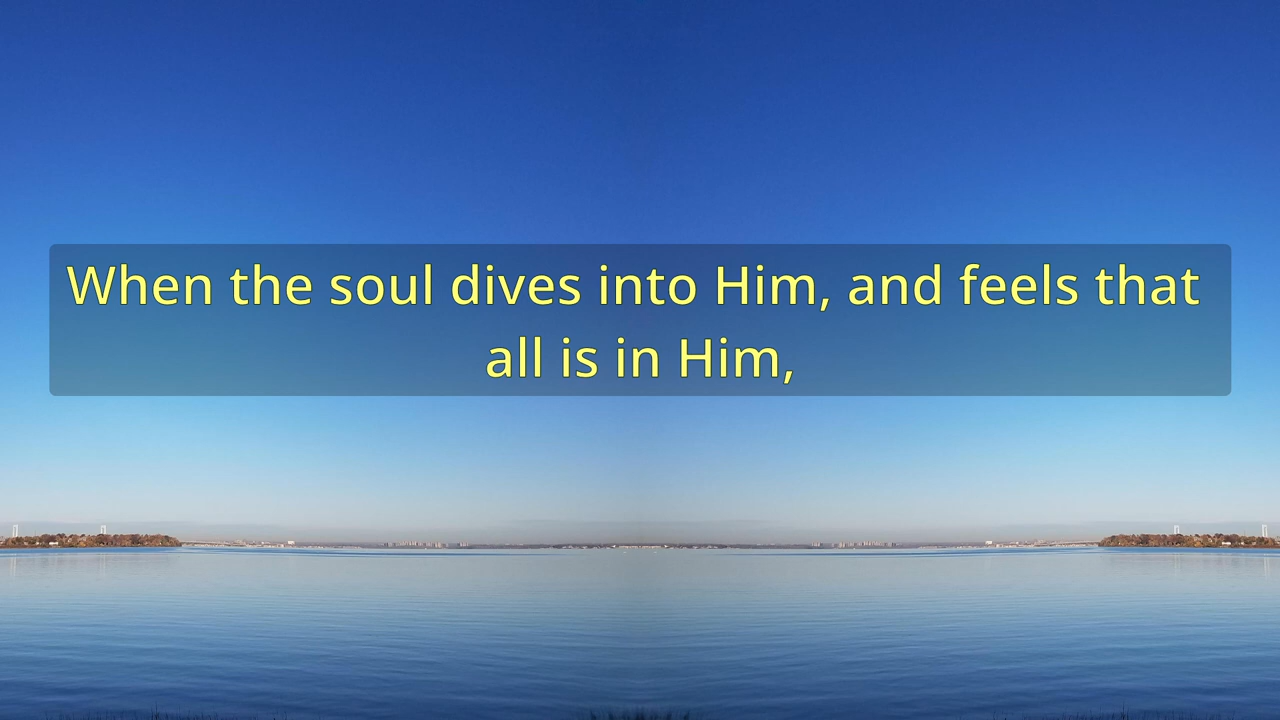 When the soul dives into Him, and feels that
all is in Him,